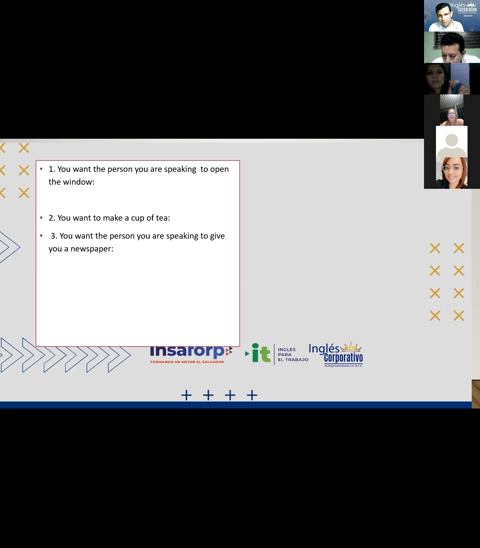 Inglés
Corporativo
• 1. You want the person you are speaking to open
the window:
• 2. You want to make a cup of tea:
• 3. You want the person you are speaking to give
you a newspaper:
insaforp
FORMANDO UN MEJOR EL SALVADOR
it
INGLÉS
PARA
EL TRABAJO
Inglés
Corporativo